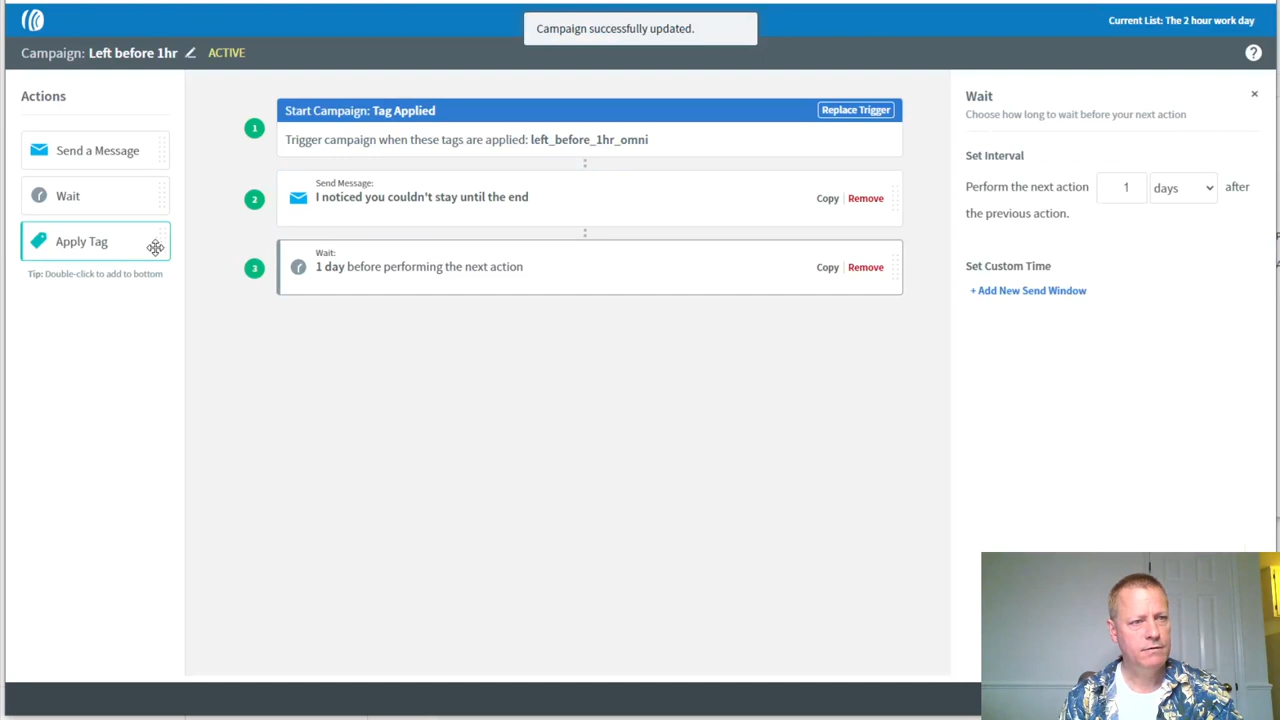 Campaign successfully updated.
Current List: The 2 hour work day
Campaign: Left before 1hr ACTIVE
?
Actions
Send a Message
Wait
Apply Tag
Tip: Double-click to add to bottom
1
Start Campaign: Tag Applied
Replace Trigger
Trigger campaign when these tags are applied: left_before_1hr_omni
2
Send Message:
I noticed you couldn't stay until the end
Copy Remove
3
Wait:
1 day before performing the next action
Copy Remove
Wait
Choose how long to wait before your next action
Set Interval
Perform the next action 1 days after
the previous action.
Set Custom Time
+ Add New Send Window